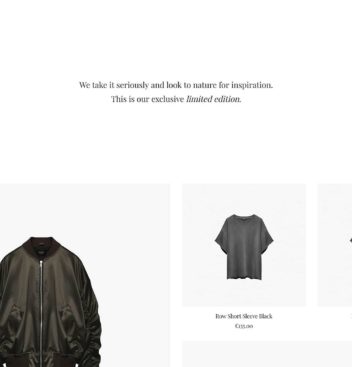 We take it seriously and look to nature for inspiration.
This is our exclusive limited edition.
Row Short Sleeve Black
€135.00